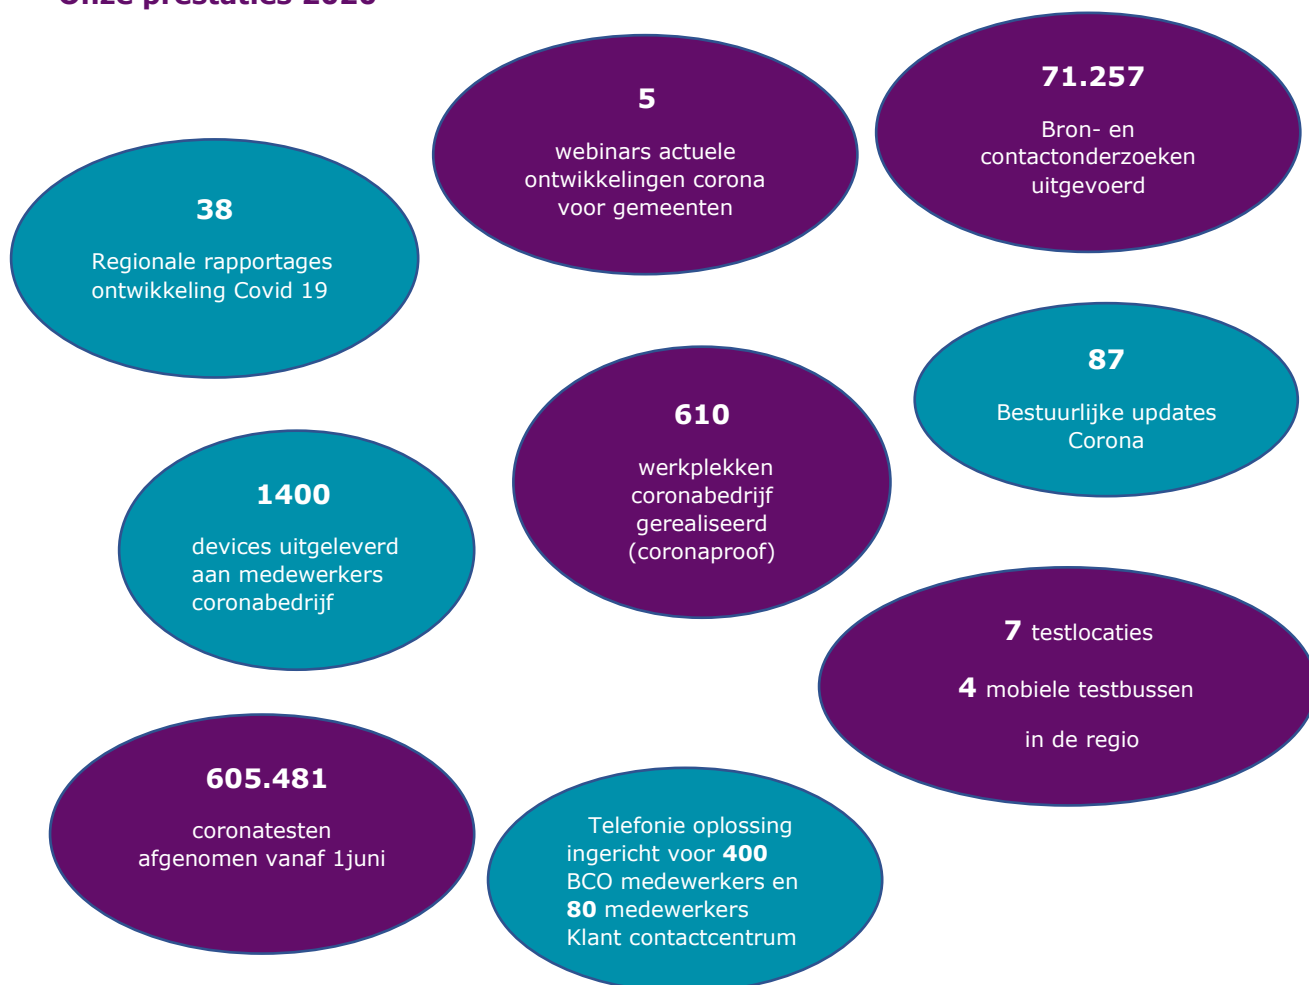 Onze prestaties 2020
5
webinars actuele
ontwikkelingen corona
voor gemeenten
71.257
Bron- en
contactonderzoeken
uitgevoerd
38
Regionale rapportages
ontwikkeling Covid 19
87
Bestuurlijke updates
Corona
610
werkplekken
coronabedrijf
gerealiseerd
(coronaproof)
1400
devices uitgeleverd
aan medewerkers
coronabedrijf
7 testlocaties
4 mobiele testbussen
in de regio
605.481
coronatesten
afgenomen vanaf 1juni
Telefonie oplossing
ingericht voor 400
BCO medewerkers en
80 medewerkers
Klant contactcentrum